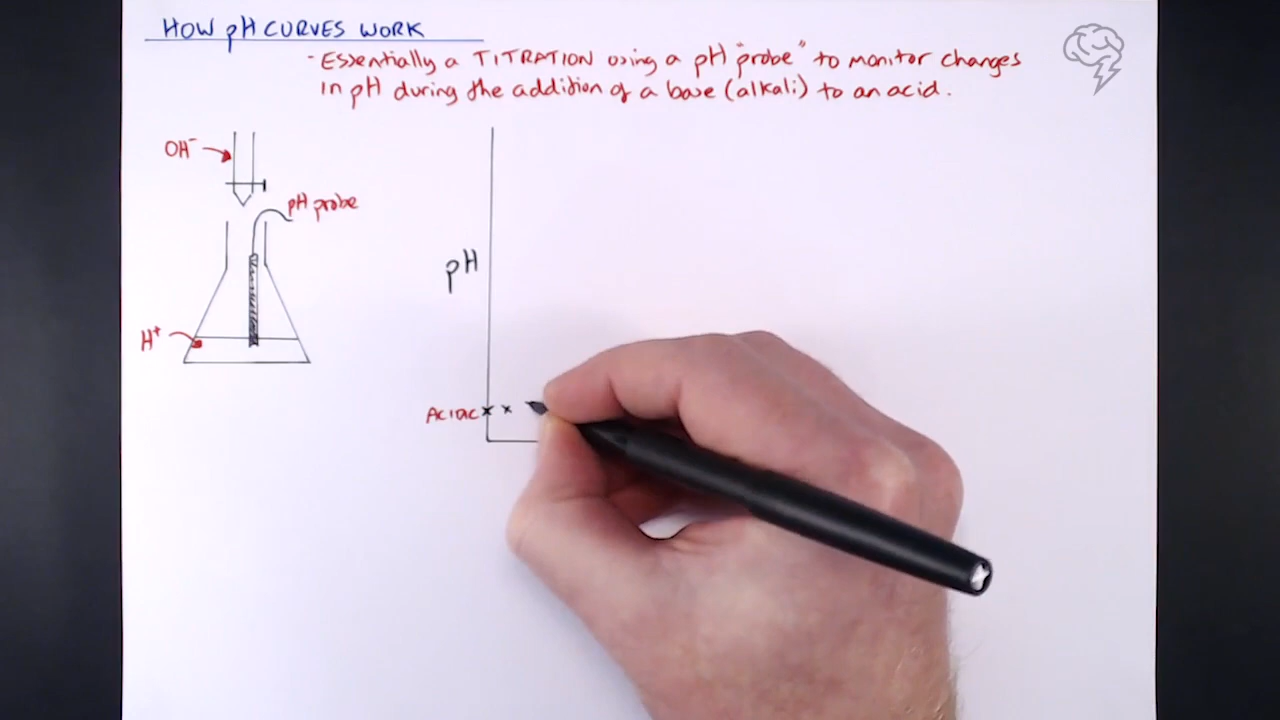 HOW pH CURVES WORK
- Essentially a TITRATION using a pH "probe" to monitor changes
in pH during the addition of a base (alkali) to an acid.
OH⁻
pH probe
pH
H⁺
Acidic